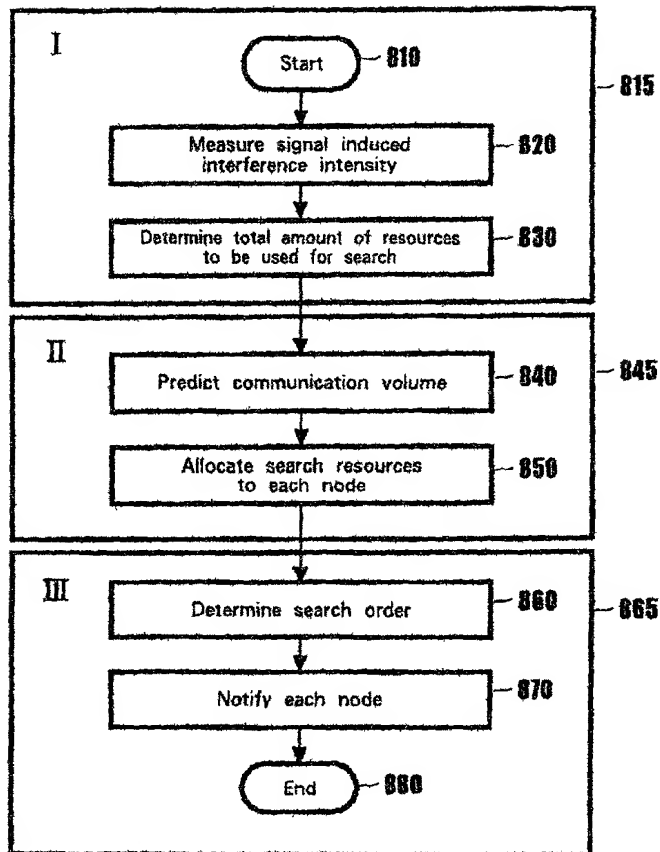 I
Start
810
815
Measure signal induced
interference intensity
820
Determine total amount of resources
to be used for search
830
II
Predict communication volume
840
845
Allocate search resources
to each node
850
III
Determine search order
860
865
Notify each node
870
End
880